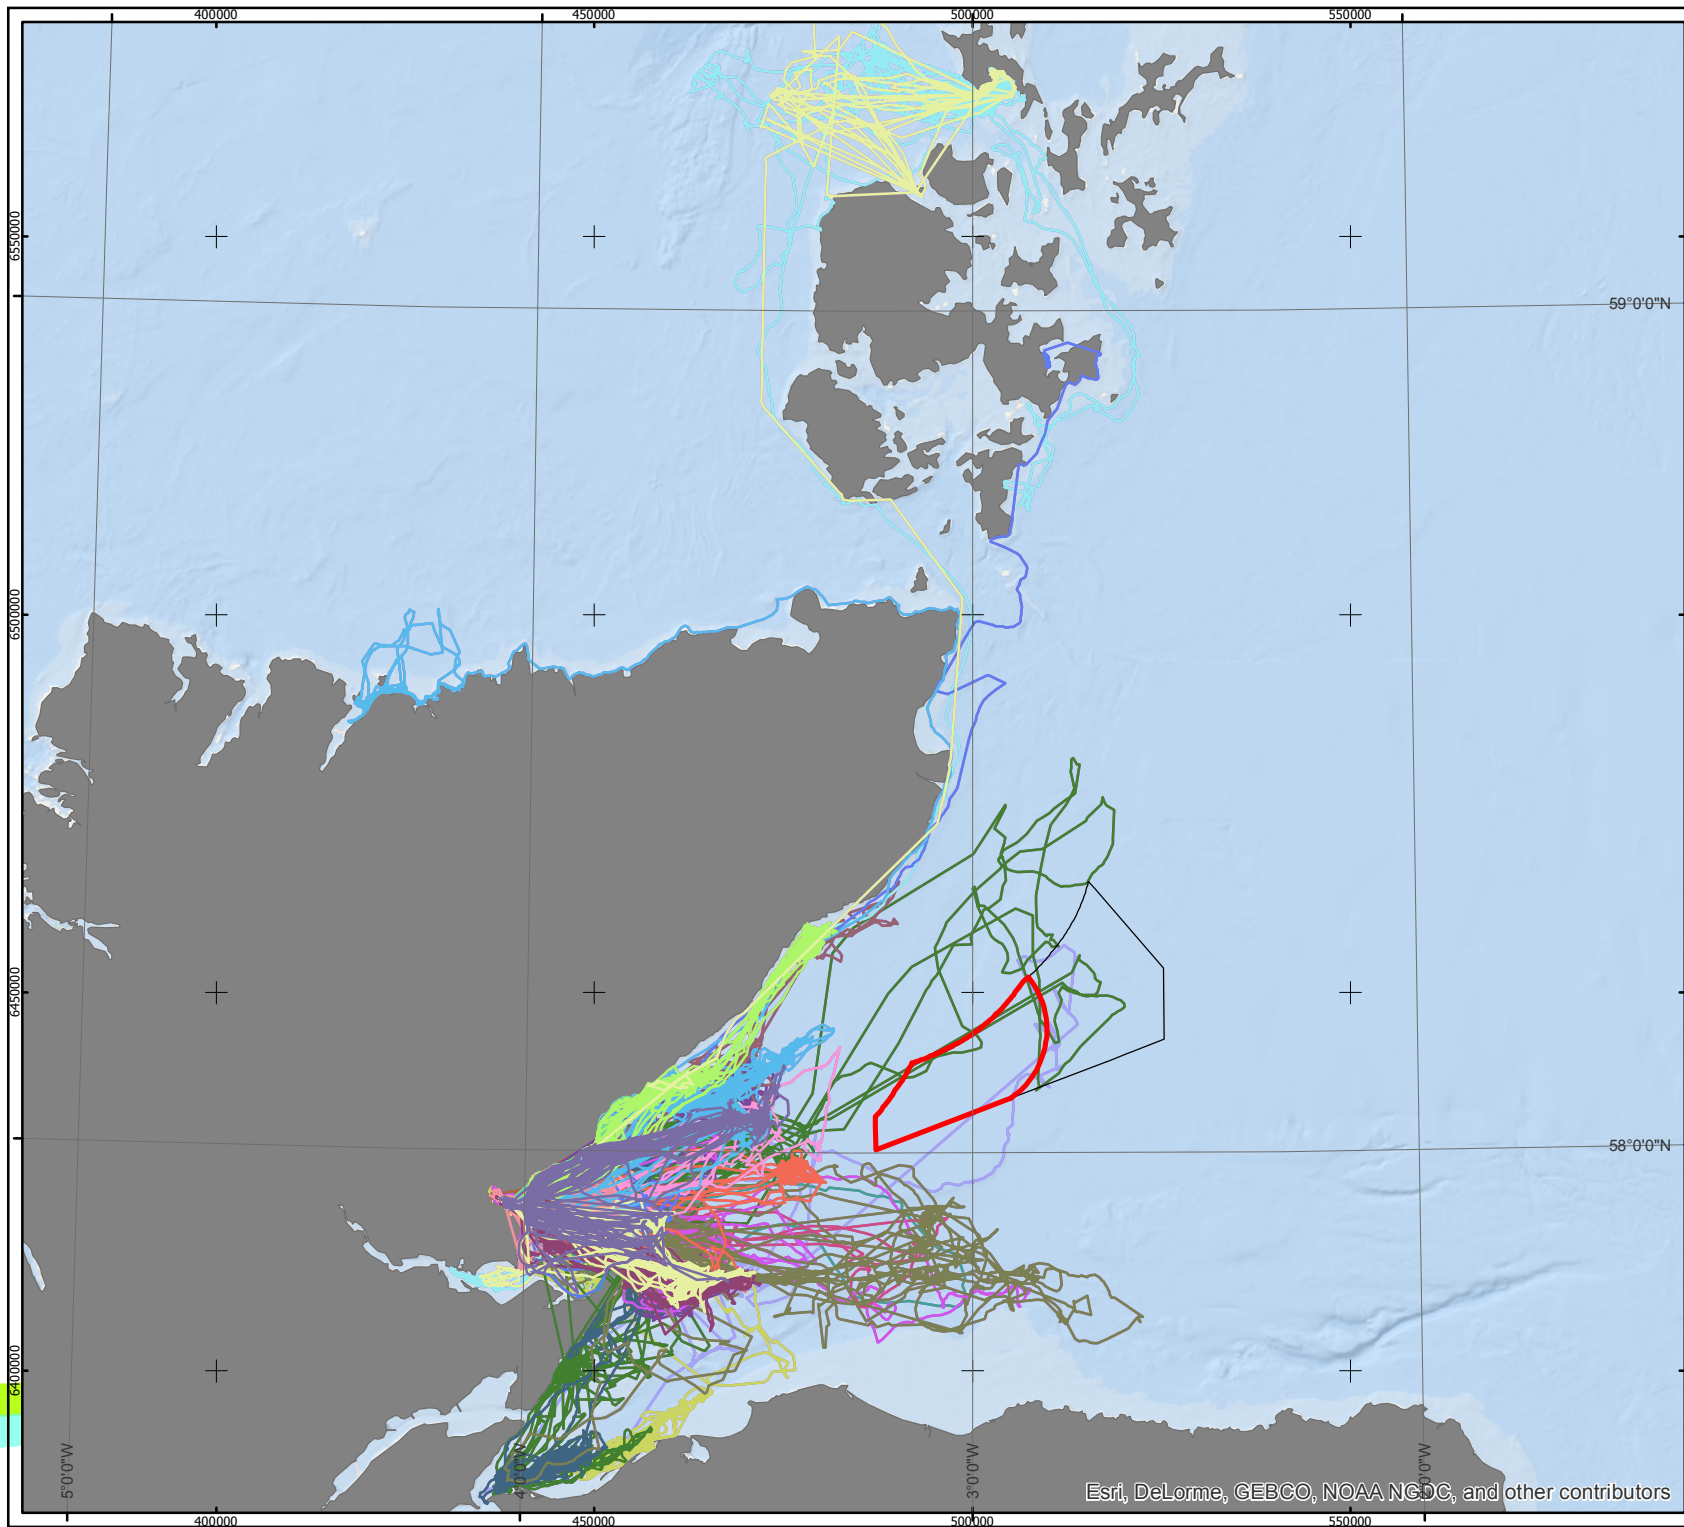 400000 450000 500000 550000
6550000
59°0'0"N
6500000
6450000
58°0'0"N
6400000
5°0'0"W 4°0'0"W 3°0'0"W 2°0'0"W
Esri, DeLorme, GEBCO, NOAA NGDC, and other contributors
400000 450000 500000 550000